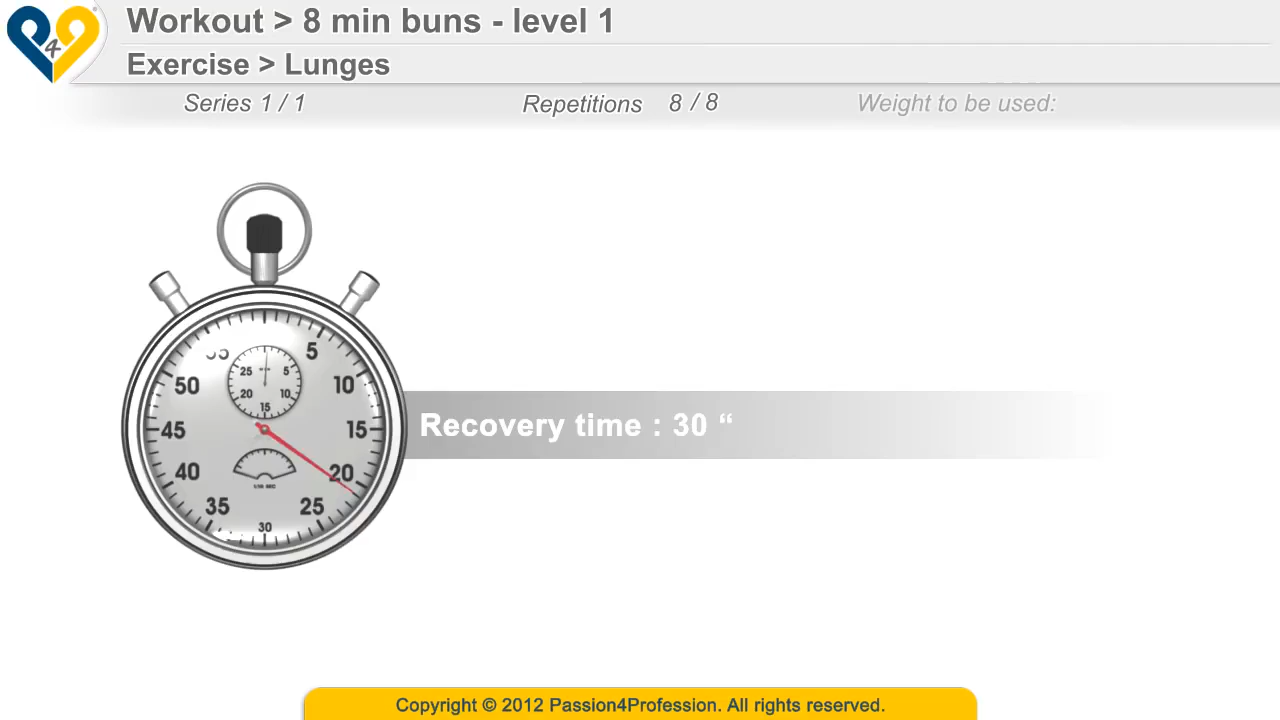 Workout > 8 min buns - level 1
Exercise > Lunges
4
Series 1 / 1
Repetitions 8 / 8
Weight to be used:
5
10
15
20
25
30
35
40
45
50
25 5
20 10
15
Recovery time : 30 “
Copyright © 2012 Passion4Profession. All rights reserved.